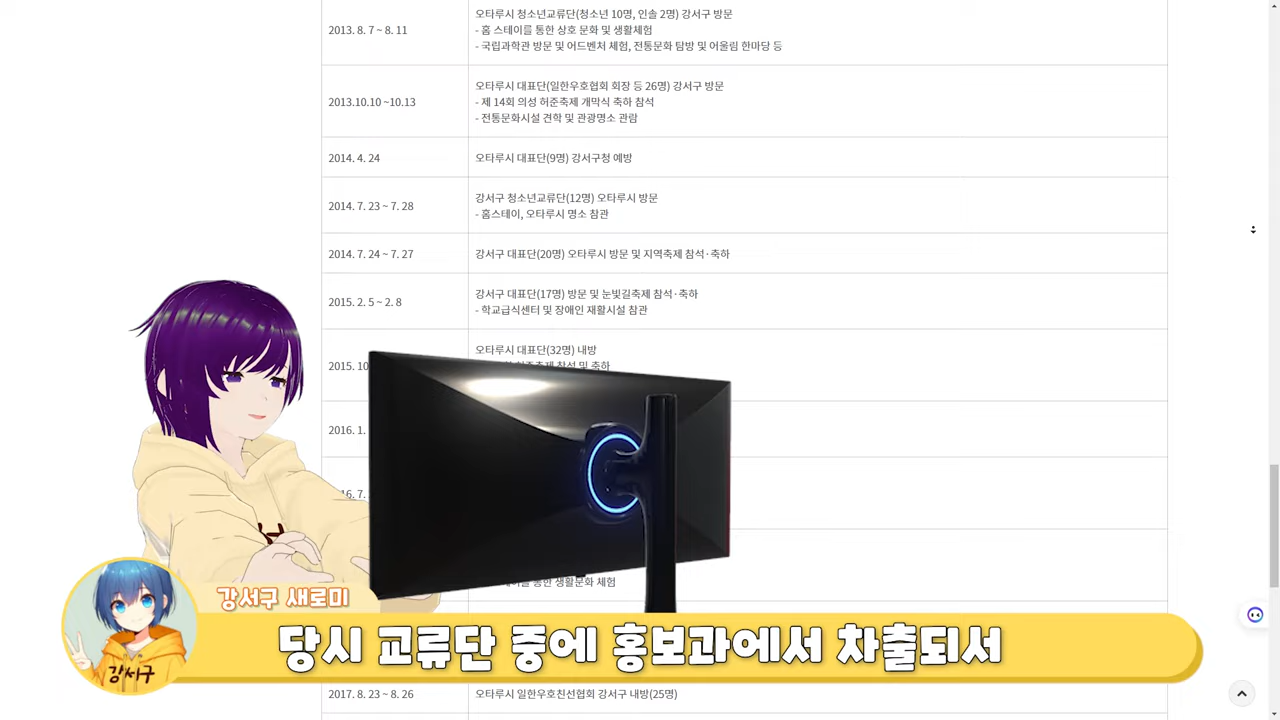 2013. 8. 7 ~ 8. 11
오타루시 청소년교류단(청소년 10명, 인솔 2명) 강서구 방문
- 홈 스테이를 통한 상호 문화 및 생활체험
- 국립과학관 방문 및 어드벤처 체험, 전통문화 탐방 및 어울림 한마당 등
2013.10.10 ~10.13
오타루시 대표단(일한우호협회 회장 등 26명) 강서구 방문
- 제 14회 의성 허준축제 개막식 축하 참석
- 전통문화시설 견학 및 관광명소 관람
2014. 4. 24
오타루시 대표단(9명) 강서구청 예방
2014. 7. 23 ~ 7. 28
강서구 청소년교류단(12명) 오타루시 방문
- 홈스테이, 오타루시 명소 참관
2014. 7. 24 ~ 7. 27
강서구 대표단(20명) 오타루시 방문 및 지역축제 참석·축하
2015. 2. 5 ~ 2. 8
강서구 대표단(17명) 방문 및 눈빛길축제 참석·축하
- 학교급식센터 및 장애인 재활시설 참관
2015. 10
오타루시 대표단(32명) 내방
참석 및 축하
2016. 1.
16. 7.
통한 생활문화 체험
강서구 새로미
당시 교류단 중에 홍보과에서 차출되서
강서구
2017. 8. 23 ~ 8. 26
오타루시 일한우호친선협회 강서구 내방(25명)